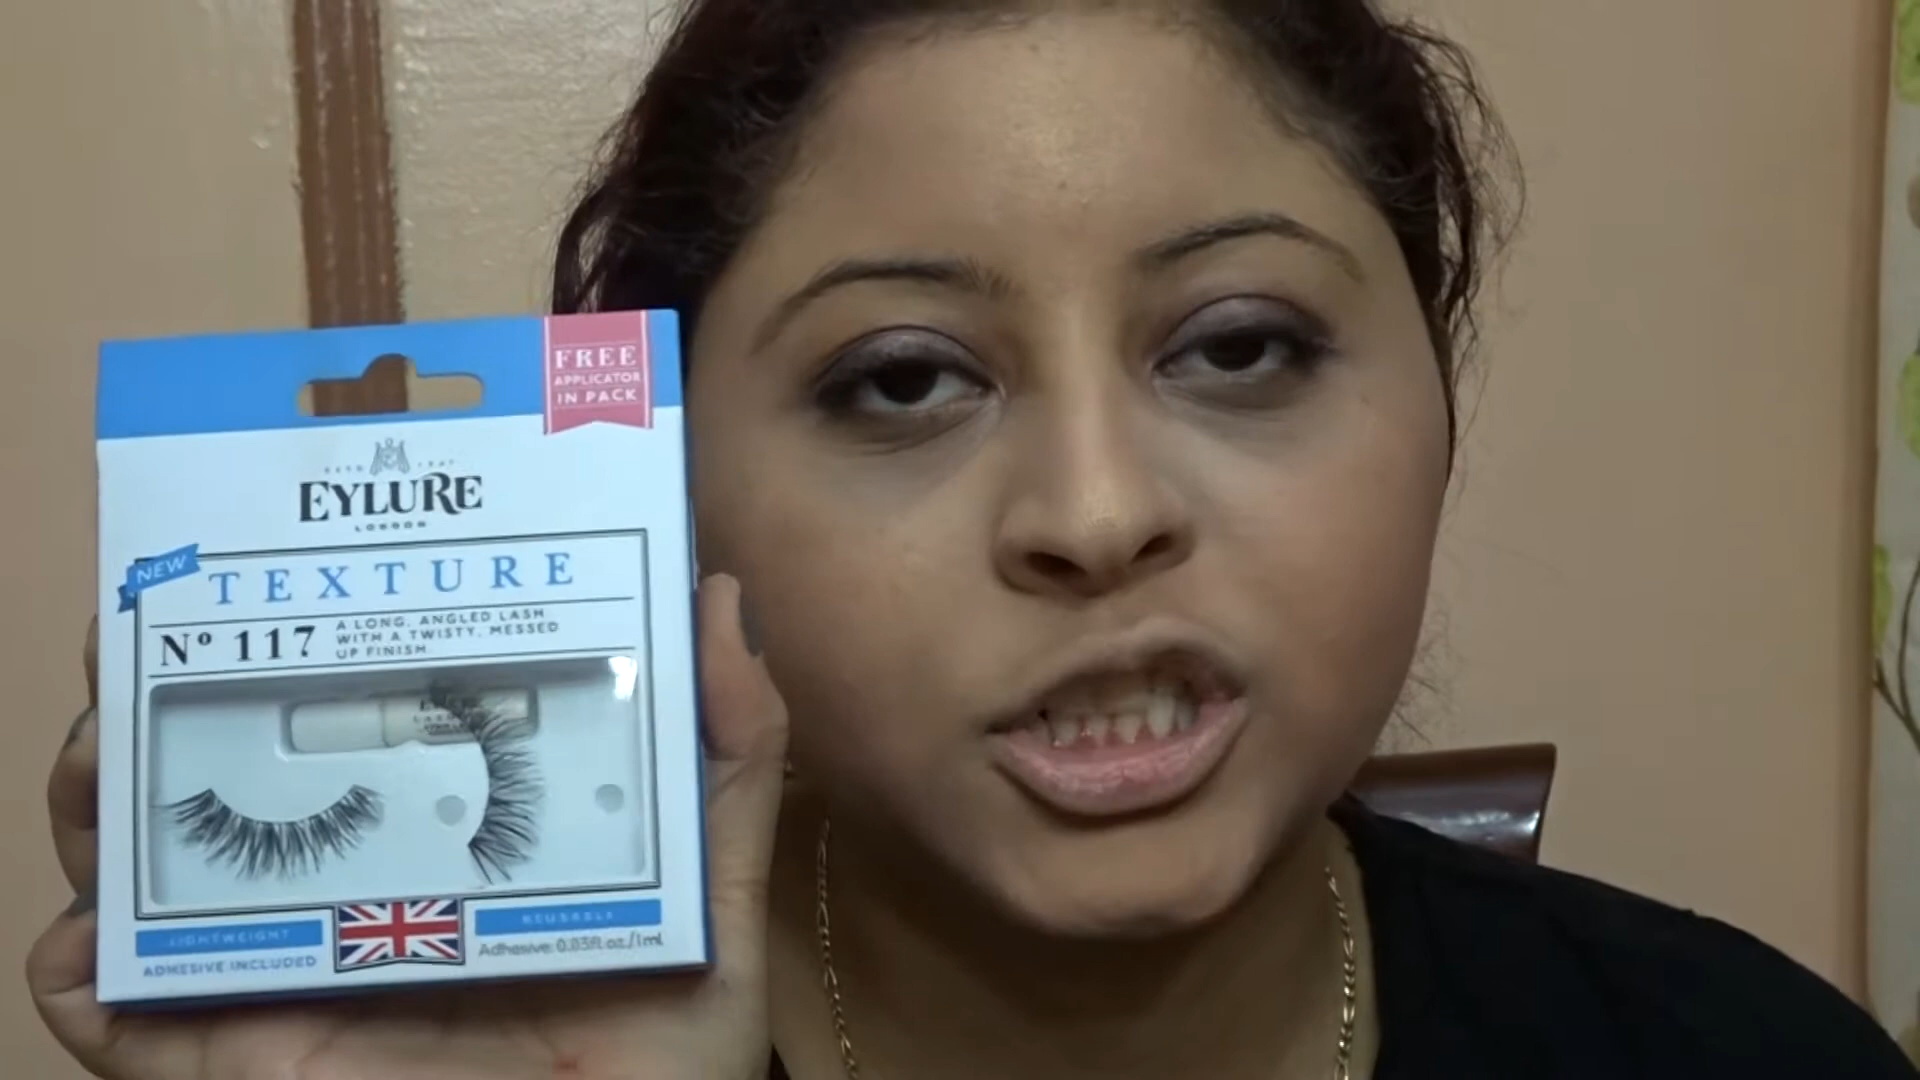 FREE
APPLICATOR
IN PACK
EYLURE
LONDON
NEW
TEXTURE
Nº 117
A LONG, ANGLED LASH
WITH A TWISTY, MESSED
UP FINISH.
LIGHTWEIGHT
REUSABLE
ADHESIVE INCLUDED
Adhesive: 0.03fl oz./1ml